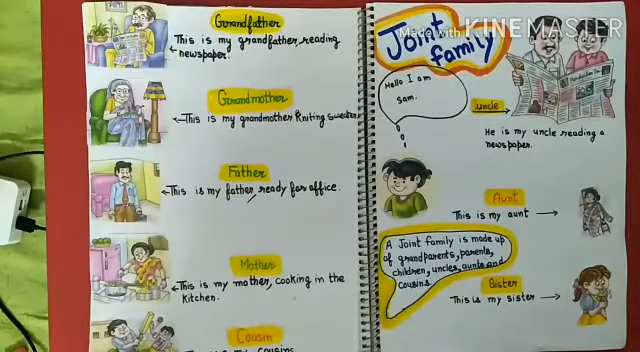 Grandfather
This is my grandfather, reading
newspaper.
Grandmother
This is my grandmother Kniting sweater
Father
This is my father, ready for office.
Mother
This is my mother, cooking in the
Kitchen.
Cousin
my cousins
Made with KINEMASTER
Joint
family
Hello I am
Sam.
uncle
He is my uncle reading a
newspaper.
Aunt
This is my aunt
A Joint family is made up
of grandparents, parents,
children, uncles, aunts and
cousins.
Sister
This is my sister